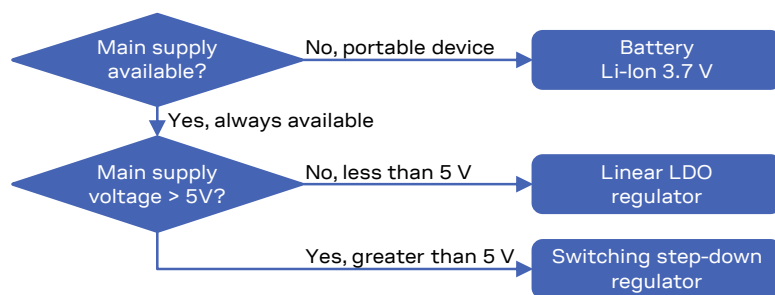 Main supply
available?
No, portable device
Battery
Li-Ion 3.7 V
Yes, always available
Main supply
voltage > 5V?
No, less than 5 V
Linear LDO
regulator
Yes, greater than 5 V
Switching step-down
regulator